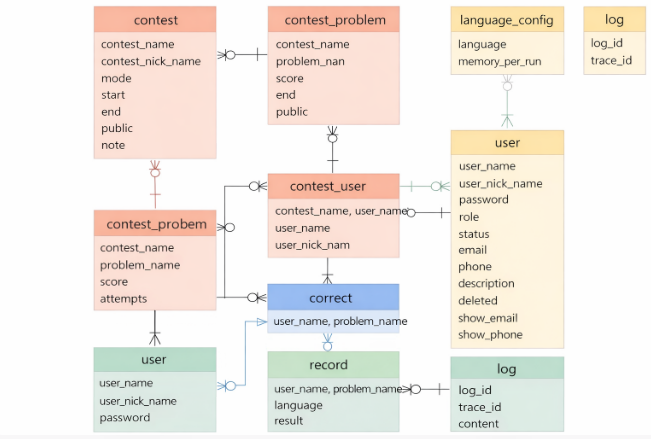 contest
contest_name
contest_nick_name
mode
start
end
public
note
contest_problem
contest_name
problem_nan
score
end
public
language_config
language
memory_per_run
log
log_id
trace_id
user
user_name
user_nick_name
password
role
status
email
phone
description
deleted
show_email
show_phone
contest_user
contest_name, user_name
user_name
user_nick_nam
contest_probem
contest_name
problem_name
score
attempts
correct
user_name, problem_name
user
user_name
user_nick_name
password
record
user_name, problem_name
language
result
log
log_id
trace_id
content